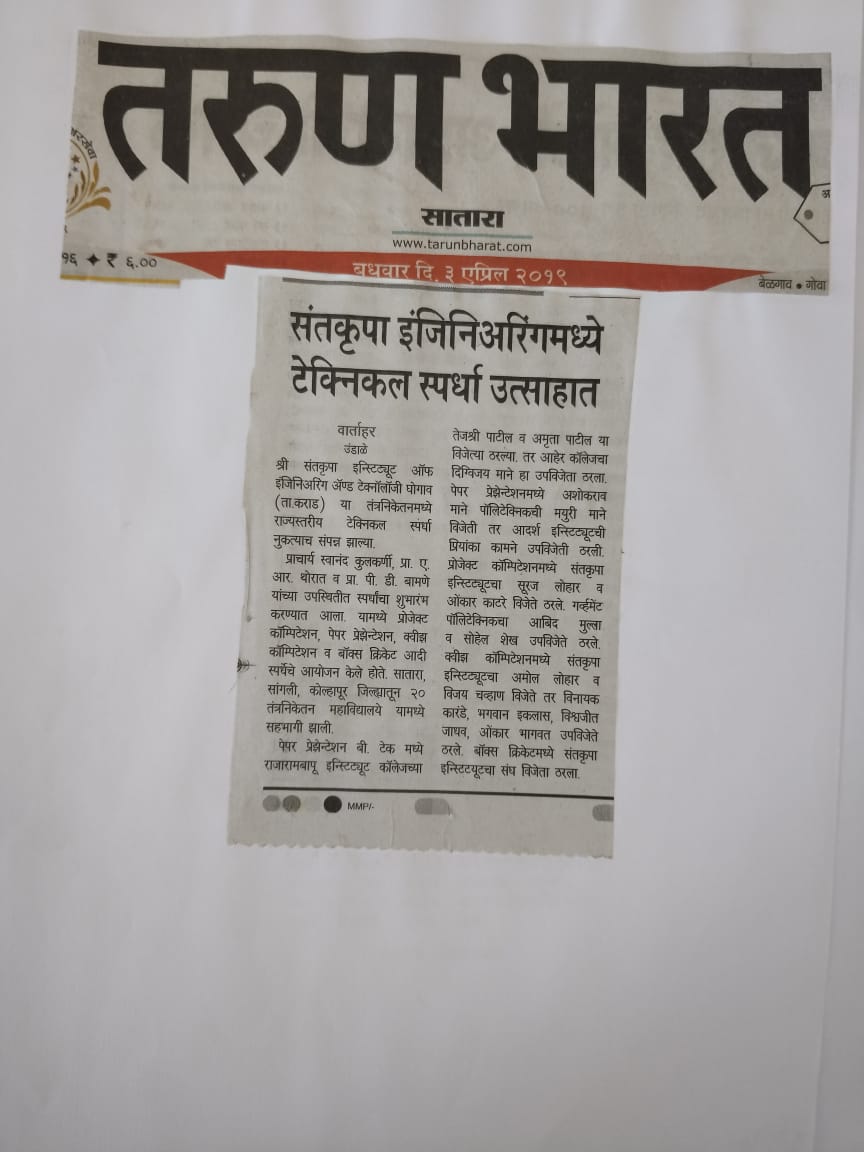 तरुण भारत
सातारा
www.tarunbharat.com
१६ ✦ ₹ ६.००
बुधवार दि. ३ एप्रिल २०१९
बेळगाव • गोवा
संतकृपा इंजिनिअरिंगमध्ये
टेक्निकल स्पर्धा उत्साहात
वार्ताहर
उंडाळे
श्री संतकृपा इन्स्टिट्यूट ऑफ
इंजिनिअरिंग अ‍ॅण्ड टेक्नॉलॉजी घोगाव
(ता.कराड) या तंत्रनिकेतनमध्ये
राज्यस्तरीय टेक्निकल स्पर्धा
नुकत्याच संपन्न झाल्या.
प्राचार्य स्वानंद कुलकर्णी, प्रा. ए.
आर. थोरात व प्रा. पी. डी. बामणे
यांच्या उपस्थितीत स्पर्धांचा शुभारंभ
करण्यात आला. यामध्ये प्रोजेक्ट
कॉम्पिटेशन, पेपर प्रेझेन्टेशन, क्वीझ
कॉम्पिटेशन व बॉक्स क्रिकेट आदी
स्पर्धेचे आयोजन केले होते. सातारा,
सांगली, कोल्हापूर जिल्ह्यातून २०
तंत्रनिकेतन महाविद्यालये यामध्ये
सहभागी झाली.
पेपर प्रेझेन्टेशन बी. टेक मध्ये
राजारामबापू इन्स्टिट्यूट कॉलेजच्या
तेजश्री पाटील व अमृता पाटील या
विजेत्या ठरल्या. तर आहेर कॉलेजचा
दिग्विजय माने हा उपविजेता ठरला.
पेपर प्रेझेन्टेशनमध्ये अशोकराव
माने पॉलिटेक्निकची मयुरी माने
विजेती तर आदर्श इन्स्टिट्यूटची
प्रियांका कामने उपविजेती ठरली.
प्रोजेक्ट कॉम्पिटेशनमध्ये संतकृपा
इन्स्टिट्यूटचा सूरज लोहार व
ओंकार काटरे विजेते ठरले. गर्व्हमेंट
पॉलिटेक्निकचा आबिद मुल्ला
व सोहेल शेख उपविजेते ठरले.
क्वीझ कॉम्पिटेशनमध्ये संतकृपा
इन्स्टिट्यूटचा अमोल लोहार व
विजय चव्हाण विजेते तर विनायक
कारंडे, भगवान इकलास, विश्वजीत
जाधव, ओंकार भागवत उपविजेते
ठरले. बॉक्स क्रिकेटमध्ये संतकृपा
इन्स्टिटयूटचा संघ विजेता ठरला.
MMP/-